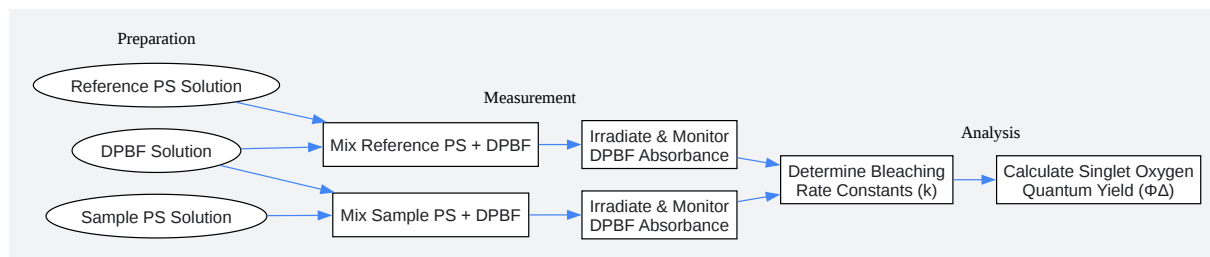 Preparation
Reference PS Solution
DPBF Solution
Sample PS Solution
Measurement
Mix Reference PS + DPBF
Mix Sample PS + DPBF
Irradiate & Monitor
DPBF Absorbance
Irradiate & Monitor
DPBF Absorbance
Analysis
Determine Bleaching
Rate Constants (k)
Calculate Singlet Oxygen
Quantum Yield (ΦΔ)